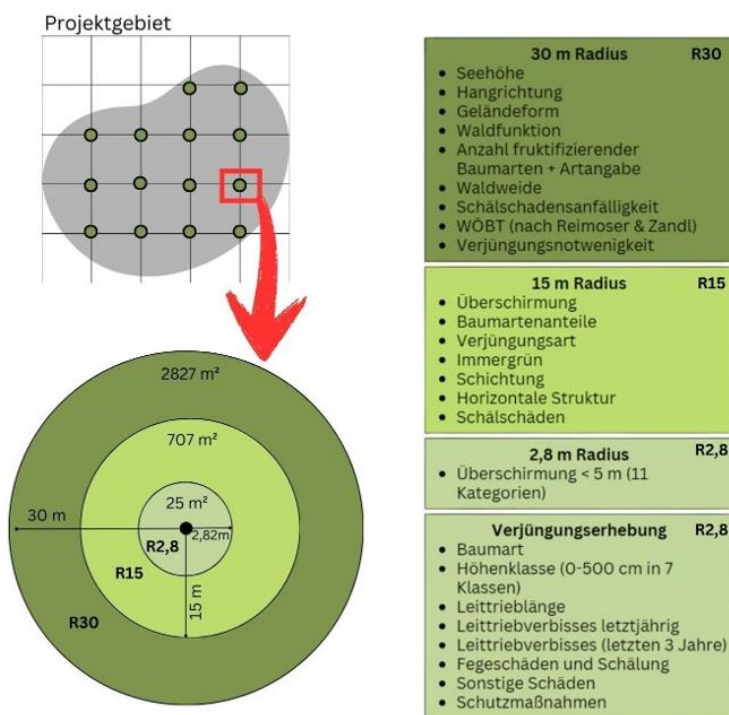 Projektgebiet
30 m Radius R30
• Seehöhe
• Hangrichtung
• Geländeform
• Waldfunktion
• Anzahl fruktifizierender
Baumarten + Artangabe
• Waldweide
• Schälschadensanfälligkeit
• WÖBT (nach Reimoser & Zandl)
• Verjüngungsnotwenigkeit
15 m Radius R15
• Überschirmung
• Baumartenanteile
• Verjüngungsart
• Immergrün
• Schichtung
• Horizontale Struktur
• Schälschäden
2,8 m Radius R2,8
• Überschirmung < 5 m (11
Kategorien)
Verjüngungserhebung R2,8
• Baumart
• Höhenklasse (0-500 cm in 7
Klassen)
• Leittrieblänge
• Leittriebverbisses letztjährig
• Leittriebverbisses (letzten 3 Jahre)
• Fegeschäden und Schälung
• Sonstige Schäden
• Schutzmaßnahmen
2827 m²
707 m²
25 m²
30 m
2,82m
R2,8
R15
15 m
R30